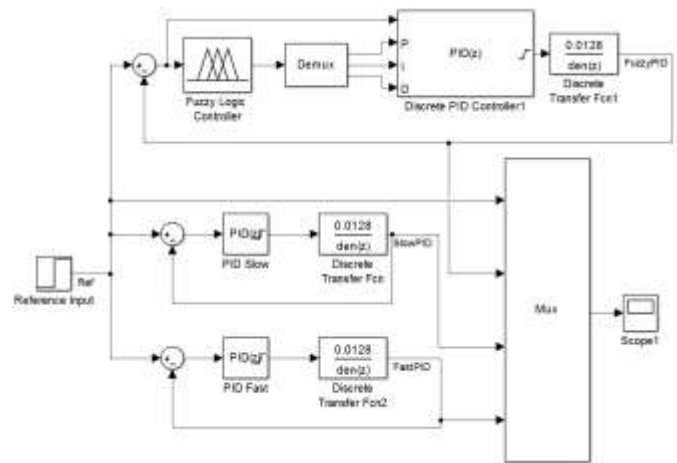 P
I
D
PID(z)
Demux
0.0128
den(z)
FuzzyPID
Fuzzy Logic
Controller
Discrete PID Controller1
Discrete
Transfer Fcn1
Ref
Reference Input
PID(z)
PID Slow
0.0128
den(z)
SlowPID
Discrete
Transfer Fcn
Mux
Scope1
PID(z)
PID Fast
0.0128
den(z)
FastPID
Discrete
Transfer Fcn2